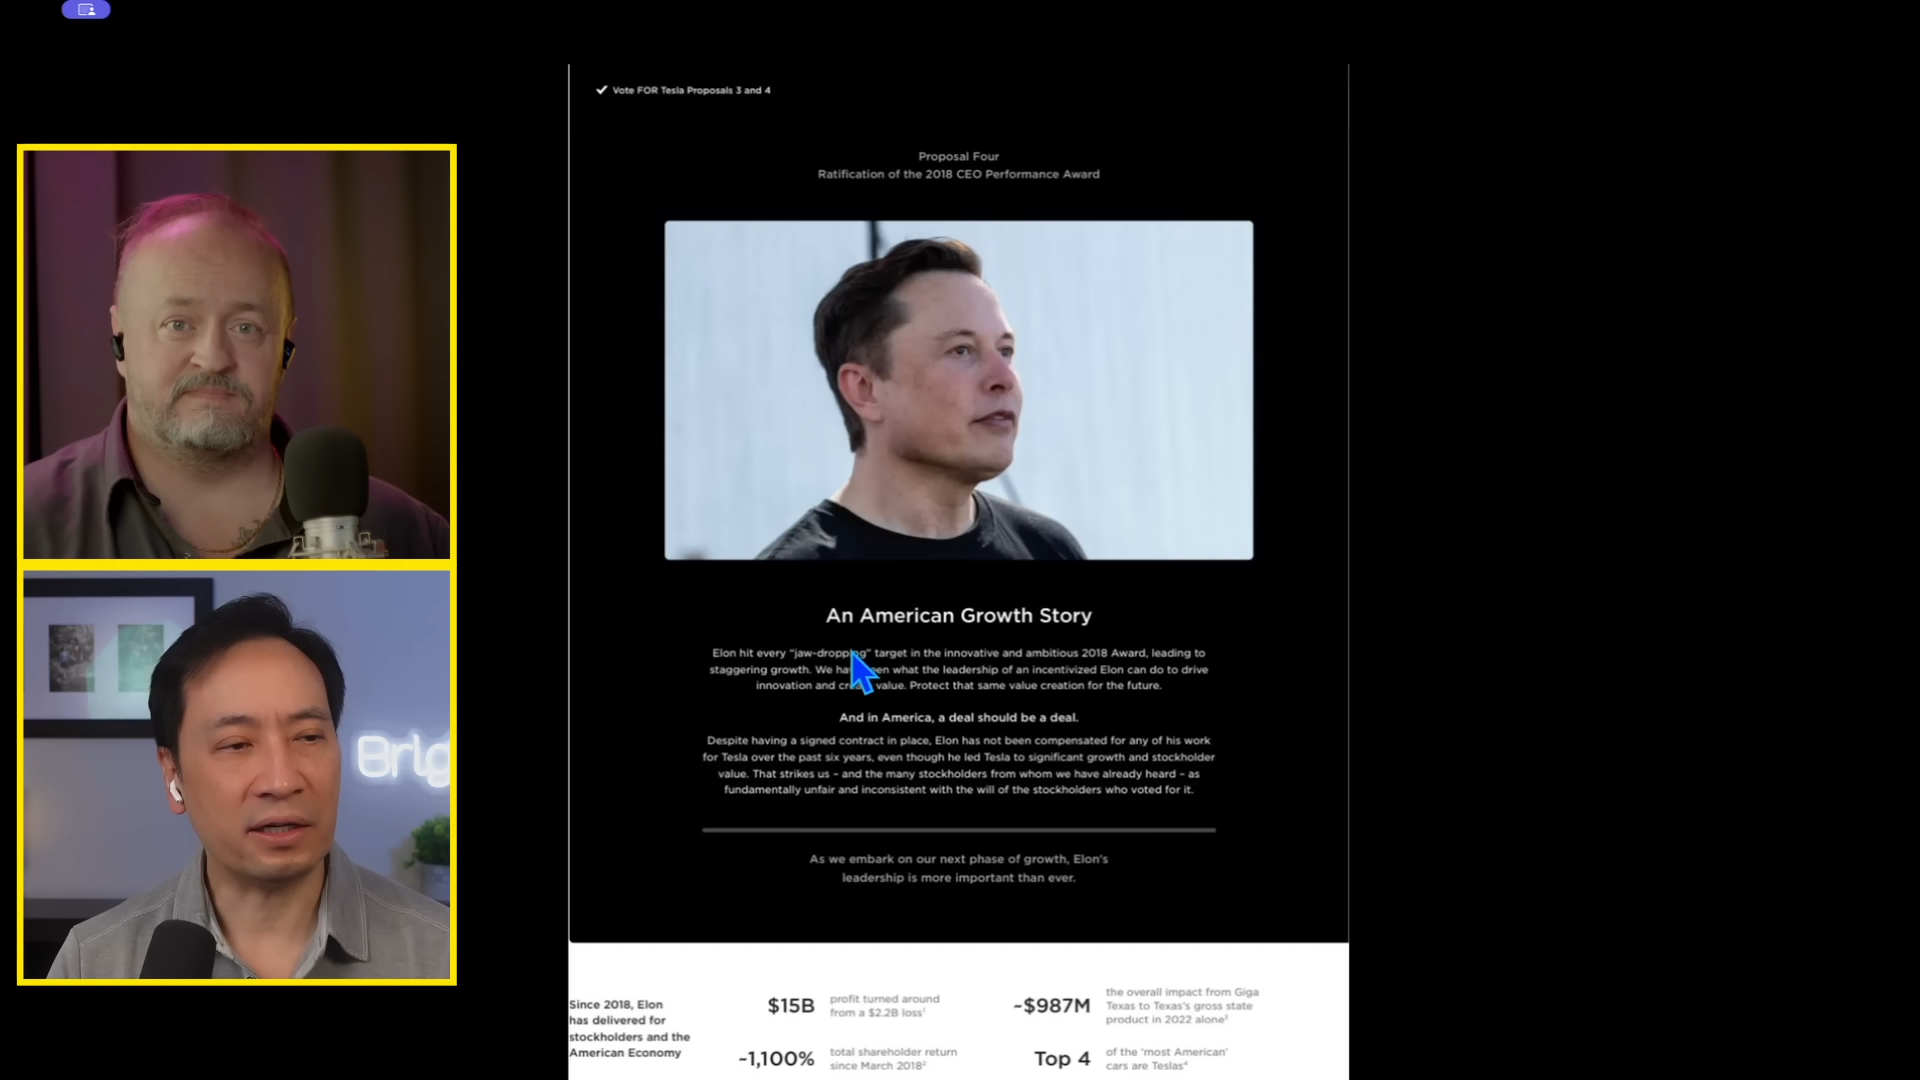 Vote FOR Tesla Proposals 3 and 4
Proposal Four
Ratification of the 2018 CEO Performance Award
An American Growth Story
Elon hit every “jaw-dropping” target in the innovative and ambitious 2018 Award, leading to
staggering growth. We have seen what the leadership of an incentivized Elon can do to drive
innovation and create value. Protect that same value creation for the future.
And in America, a deal should be a deal.
Despite having a signed contract in place, Elon has not been compensated for any of his work
for Tesla over the past six years, even though he led Tesla to significant growth and stockholder
value. That strikes us – and the many stockholders from whom we have already heard – as
fundamentally unfair and inconsistent with the will of the stockholders who voted for it.
As we embark on our next phase of growth, Elon's
leadership is more important than ever.
Since 2018, Elon
has delivered for
stockholders and the
American Economy
$15B
profit turned around
from a $2.2B loss¹
~$987M
the overall impact from Giga
Texas to Texas's gross state
product in 2022 alone³
~1,100%
total shareholder return
since March 2018²
Top 4
of the 'most American'
cars are Teslas⁴
Brig